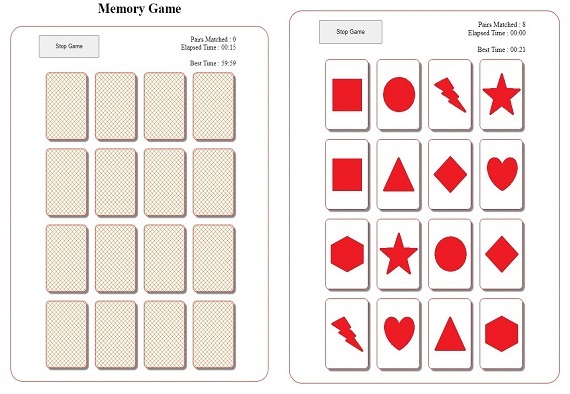 Memory Game
Stop Game
Pairs Matched : 0
Elapsed Time : 00:15
Best Time : 59:59
Stop Game
Pairs Matched : 8
Elapsed Time : 00:00
Best Time : 00:21